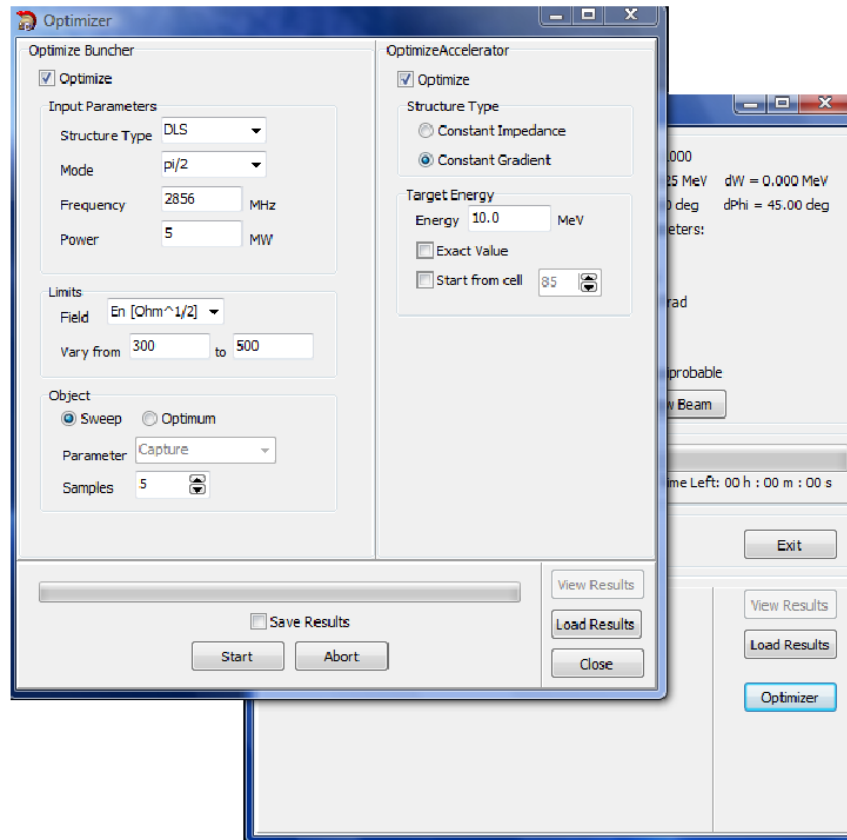 Optimizer
Optimize Buncher
Optimize
Input Parameters
Structure Type DLS
Mode pi/2
Frequency 2856 MHz
Power 5 MW
Limits
Field En [Ohm^1/2]
Vary from 300 to 500
Object
Sweep Optimum
Parameter Capture
Samples 5
OptimizeAccelerator
Optimize
Structure Type
Constant Impedance
Constant Gradient
Target Energy
Energy 10.0 MeV
Exact Value
Start from cell 85
Save Results
Start Abort
View Results
Load Results
Close
.000
25 MeV dW = 0.000 MeV
0 deg dPhi = 45.00 deg
eters:
rad
iprobable
w Beam
ime Left: 00 h : 00 m : 00 s
Exit
View Results
Load Results
Optimizer